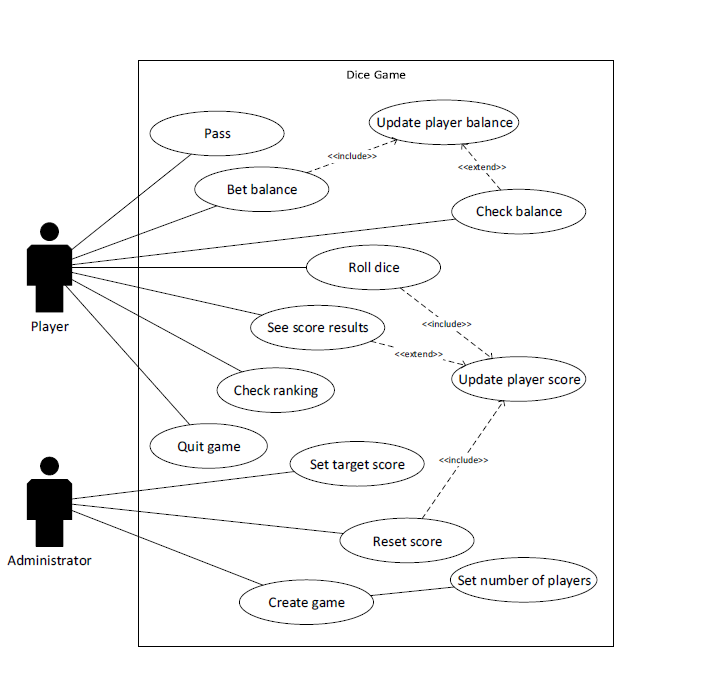 Dice Game
Update player balance
Pass
<<include>>
<<extend>>
Bet balance
Check balance
Roll dice
Player
See score results
<<include>>
<<extend>>
Update player score
Check ranking
Quit game
Set target score
<<include>>
Reset score
Administrator
Set number of players
Create game